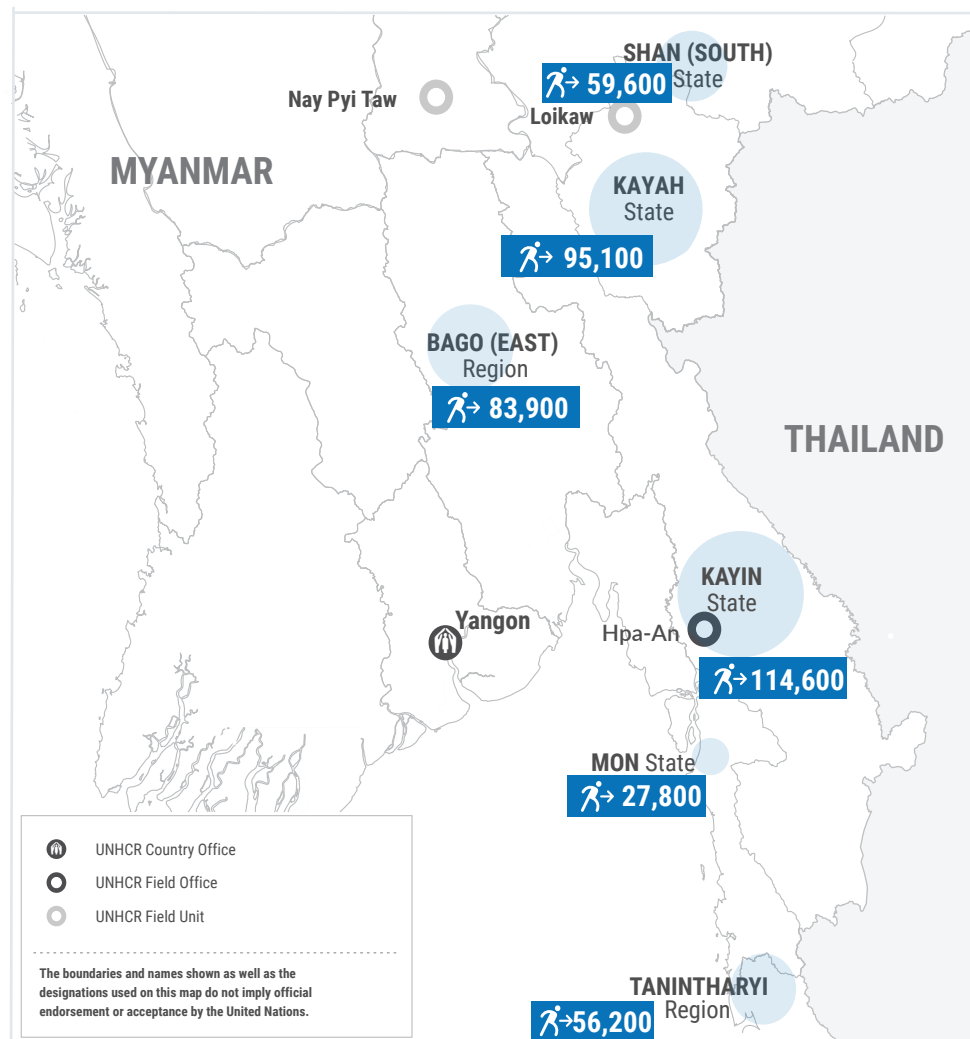 SHAN (SOUTH)
State
59,600
Nay Pyi Taw
Loikaw
MYANMAR
KAYAH
State
95,100
BAGO (EAST)
Region
83,900
THAILAND
KAYIN
State
Yangon
Hpa-An
114,600
MON State
27,800
UNHCR Country Office
UNHCR Field Office
UNHCR Field Unit
The boundaries and names shown as well as the
designations used on this map do not imply official
endorsement or acceptance by the United Nations.
TANINTHARYI
Region
56,200